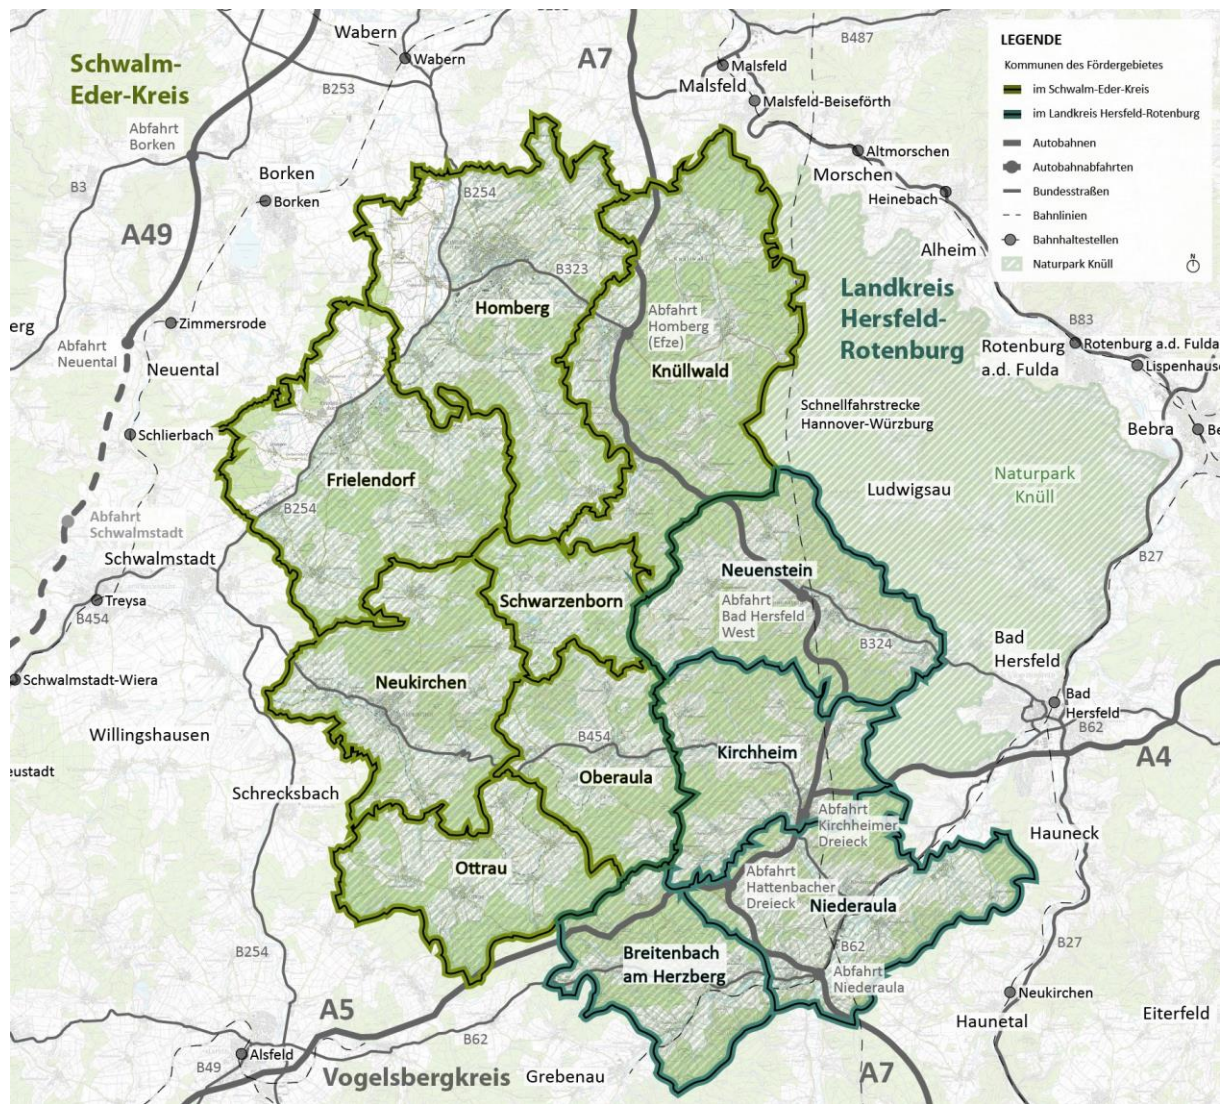 Wabern
Wabern
B253
Schwalm-
Eder-Kreis
A7
B487
Malsfeld
Malsfeld
Malsfeld-Beiseförth
LEGENDE
Kommunen des Fördergebietes
im Schwalm-Eder-Kreis
im Landkreis Hersfeld-Rotenburg
Autobahnen
Autobahnabfahrten
Bundesstraßen
Bahnlinien
Bahnhaltestellen
Naturpark Knüll
N
Abfahrt
Borken
B3
Borken
Borken
B254
Altmorschen
Morschen
Heinebach
Alheim
A49
B323
Homberg
Abfahrt
Homberg
(Efze)
Knüllwald
Landkreis
Hersfeld-
Rotenburg
erg
Zimmersrode
Abfahrt
Neuental
Neuental
B83
Rotenburg a.d. Fulda
Rotenburg
a.d. Fulda
Lispenhause
Schnellfahrstrecke
Hannover-Würzburg
Bebra
Be
Schlierbach
Frielendorf
B254
Ludwigsau
Naturpark
Knüll
Abfahrt
Schwalmstadt
Schwalmstadt
B27
Treysa
B454
Schwarzenborn
Neuenstein
Abfahrt
Bad Hersfeld
West
B324
Bad
Hersfeld
Bad
Hersfeld
B62
Schwalmstadt-Wiera
Neukirchen
Willingshausen
B454
Oberaula
Kirchheim
A4
eustadt
Schrecksbach
Abfahrt
Kirchheimer
Dreieck
Hauneck
Ottrau
Abfahrt
Hattenbacher
Dreieck
Niederaula
B254
Breitenbach
am Herzberg
B62
Abfahrt
Niederaula
B27
Neukirchen
Haunetal
Eiterfeld
A5
B62
Alsfeld
B49
Vogelsbergkreis
Grebenau
A7